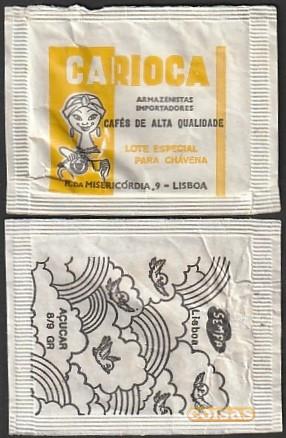 CARIOCA
ARMAZENISTAS
IMPORTADORES
CAFÉS DE ALTA QUALIDADE
LOTE ESPECIAL
PARA CHÁVENA
R. DA MISERICÓRDIA, 9 - LISBOA
SEMPA
Lisboa
AÇUCAR
8/9 GR
coisas